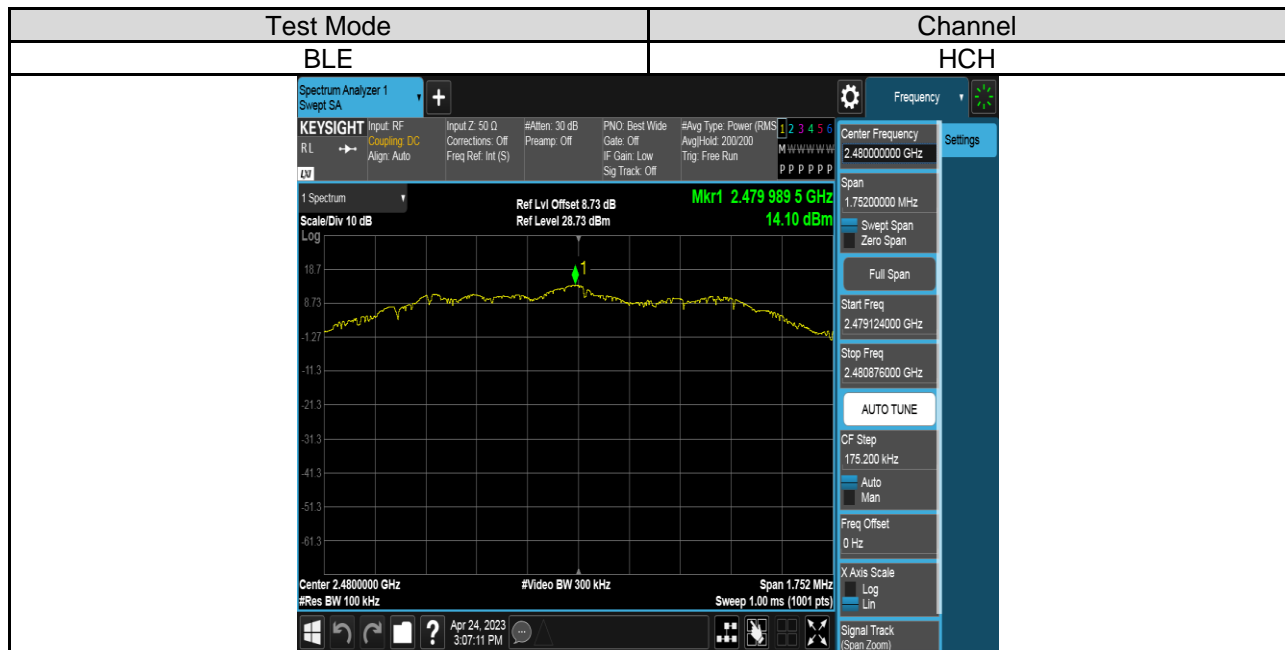 Test Mode Channel
BLE HCH
Spectrum Analyzer 1
Swept SA
+
Frequency
KEYSIGHT
RL
LXI
Input: RF
Coupling: DC
Align: Auto
Input Z: 50 Ω
Corrections: Off
Freq Ref: Int (S)
#Atten: 30 dB
Preamp: Off
PNO: Best Wide
Gate: Off
IF Gain: Low
Sig Track: Off
#Avg Type: Power (RMS
Avg|Hold: 200/200
Trig: Free Run
1 2 3 4 5 6
M W W W W W
P P P P P P
1 Spectrum
Scale/Div 10 dB
Log
Ref Lvl Offset 8.73 dB
Ref Level 28.73 dBm
Mkr1 2.479 989 5 GHz
14.10 dBm
1
18.7
8.73
-1.27
-11.3
-21.3
-31.3
-41.3
-51.3
-61.3
Center 2.4800000 GHz
#Res BW 100 kHz
#Video BW 300 kHz
Span 1.752 MHz
Sweep 1.00 ms (1001 pts)
Center Frequency
2.480000000 GHz
Settings
Span
1.75200000 MHz
Swept Span
Zero Span
Full Span
Start Freq
2.479124000 GHz
Stop Freq
2.480876000 GHz
AUTO TUNE
CF Step
175.200 kHz
Auto
Man
Freq Offset
0 Hz
X Axis Scale
Log
Lin
Signal Track
(Span Zoom)
?
Apr 24, 2023
3:07:11 PM